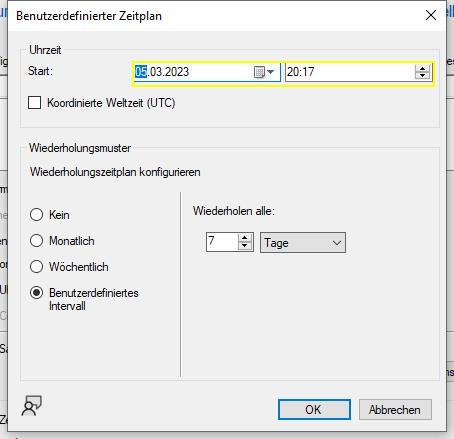 Benutzerdefinierter Zeitplan
Uhrzeit
Start: 05.03.2023 20:17
Koordinierte Weltzeit (UTC)
Wiederholungsmuster
Wiederholungszeitplan konfigurieren
Kein
Wiederholen alle:
Monatlich
7 Tage
Wöchentlich
Benutzerdefiniertes
Intervall
OK Abbrechen